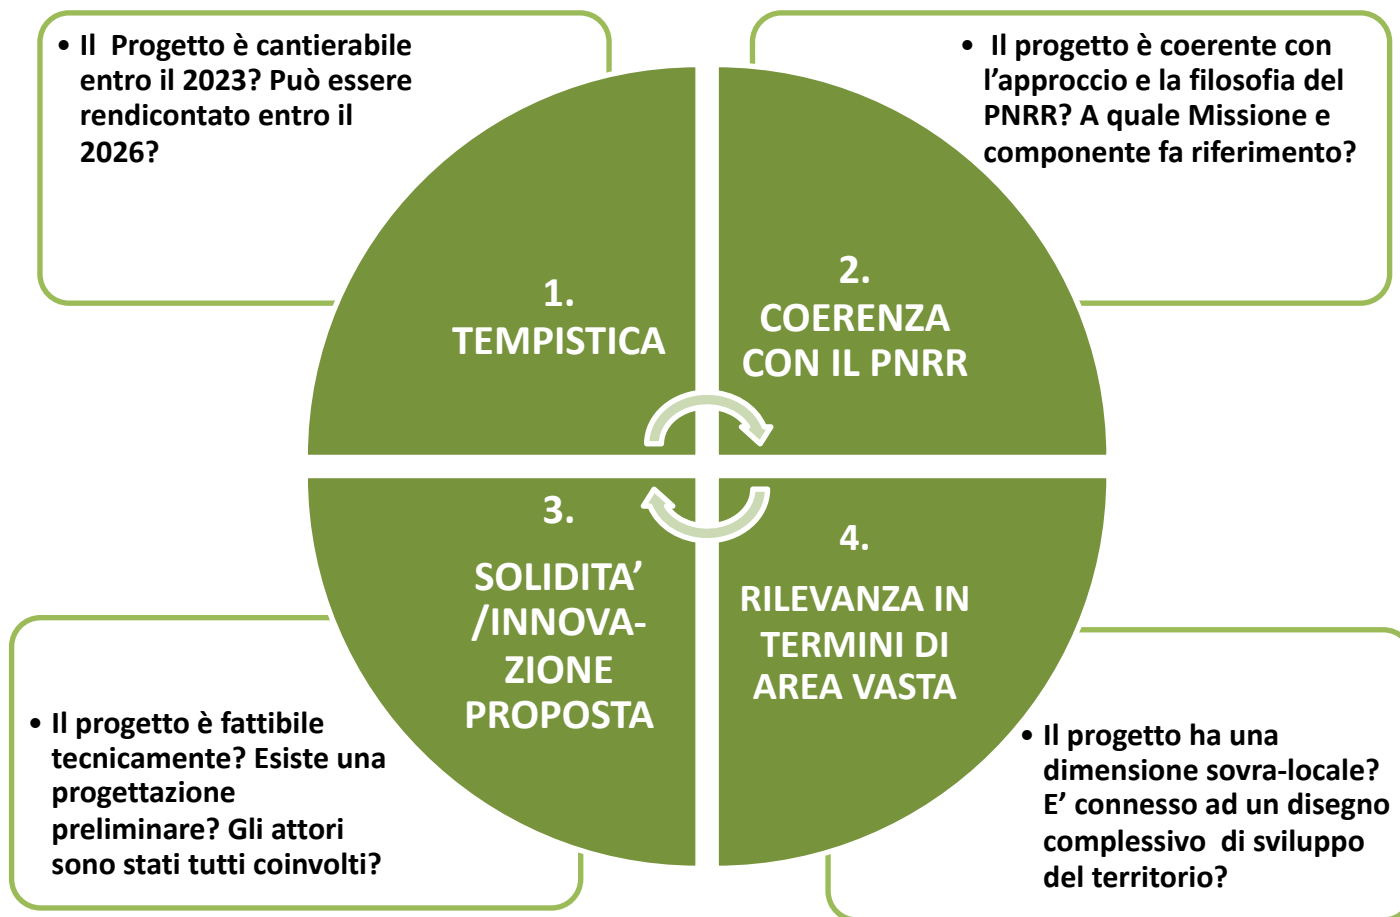 • Il  Progetto è cantierabile
entro il 2023? Può essere
rendicontato entro il
2026?
•  Il progetto è coerente con
l’approccio e la filosofia del
PNRR? A quale Missione e
componente fa riferimento?
1.
TEMPISTICA
2.
COERENZA
CON IL PNRR
3.
SOLIDITA’
/INNOVA-
ZIONE
PROPOSTA
4.
RILEVANZA IN
TERMINI DI
AREA VASTA
• Il progetto è fattibile
tecnicamente? Esiste una
progettazione
preliminare? Gli attori
sono stati tutti coinvolti?
• Il progetto ha una
dimensione sovra-locale?
E’ connesso ad un disegno
complessivo  di sviluppo
del territorio?